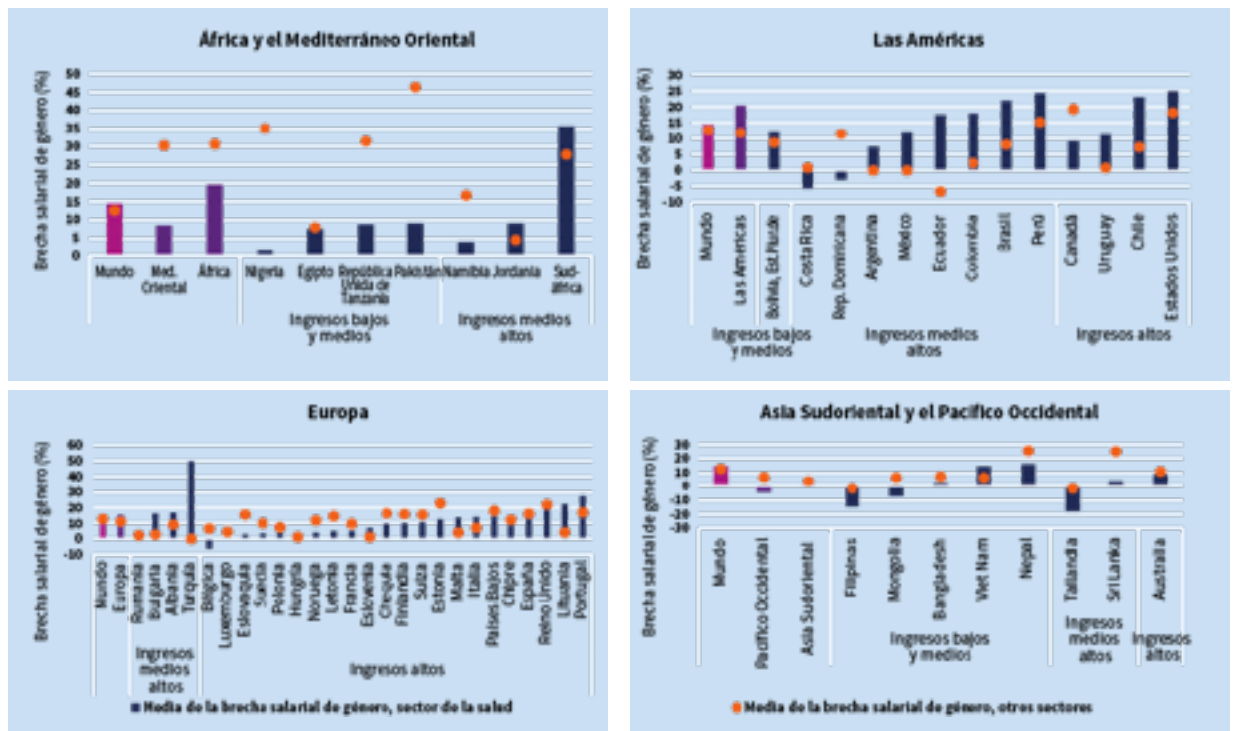 África y el Mediterráneo Oriental
Brecha salarial de género (%)
50
45
40
35
30
25
20
15
10
5
0
Mundo
Med. Oriental
África
Nigeria
Egipto
República Unida de Tanzania
Pakistán
Namibia
Jordania
Sud-
áfrica
Ingresos bajos
y medios
Ingresos medios
altos
Las Américas
Brecha salarial de género (%)
30
25
20
15
10
5
0
-5
-10
Mundo
Las Américas
Bolivia, Est. Plur. de
Costa Rica
Rep. Dominicana
Argentina
México
Ecuador
Colombia
Brasil
Perú
Canadá
Uruguay
Chile
Estados Unidos
Ingresos bajos
y medios
Ingresos medios
altos
Ingresos altos
Europa
Brecha salarial de género (%)
60
50
40
30
20
10
0
-10
Mundo
Europa
Rumania
Bulgaria
Albania
Turquía
Bélgica
Luxemburgo
Eslovaquia
Suecia
Polonia
Hungría
Noruega
Letonia
Francia
Eslovenia
Chequia
Finlandia
Suiza
Estonia
Malta
Italia
Países Bajos
Chipre
España
Reino Unido
Lituania
Portugal
Ingresos
medios
altos
Ingresos altos
Media de la brecha salarial de género, sector de la salud
Asia Sudoriental y el Pacífico Occidental
Brecha salarial de género (%)
30
20
10
0
-10
-20
-30
Mundo
Pacífico Occidental
Asia Sudoriental
Filipinas
Mongolia
Bangladesh
Viet Nam
Nepal
Tailandia
Sri Lanka
Australia
Ingresos bajos
y medios
Ingresos
medios
altos
Ingresos
altos
Media de la brecha salarial de género, otros sectores